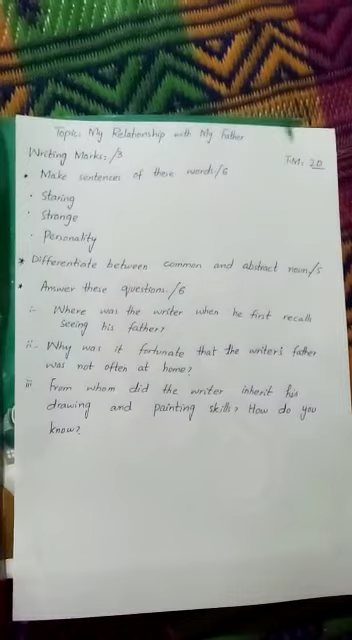 Topic: My Relationship with My Father
Writing Marks: /3
T.M: 20
* Make sentences of these words/6
· Staring
· Strange
· Personality
* Differentiate between common and abstract noun/5
* Answer these questions./6
i- Where was the writer when he first recalls
seeing his father?
ii- Why was it fortunate that the writer's father
was not often at home?
iii From whom did the writer inherit his
drawing and painting skills? How do you
know?